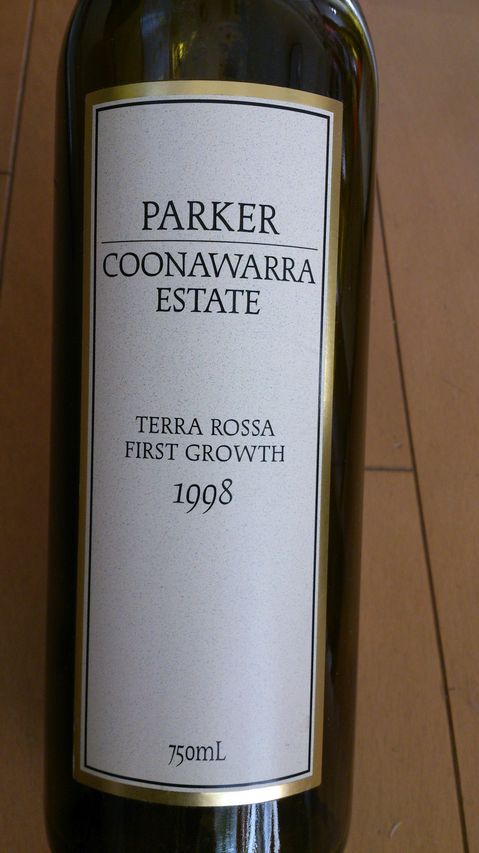 PARKER
COONAWARRA
ESTATE
TERRA ROSSA
FIRST GROWTH
1998
750mL